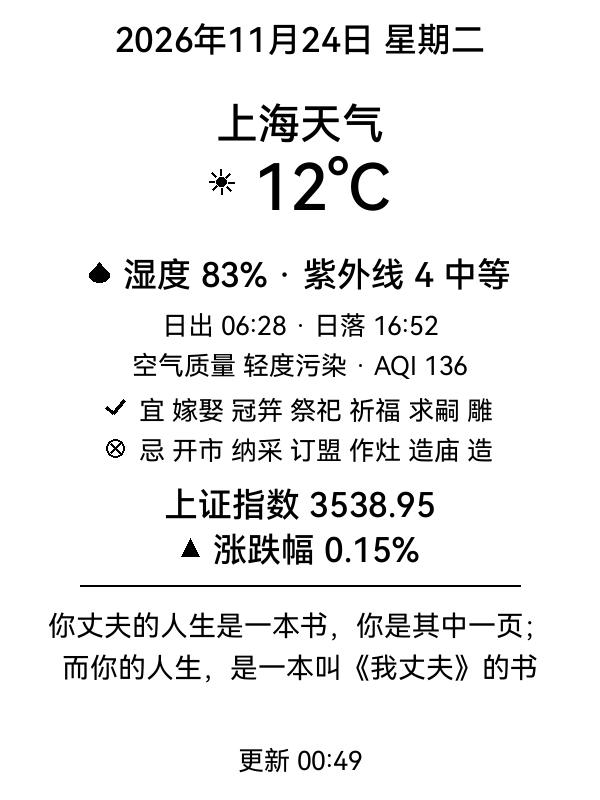 2026年11月24日 星期二
上海天气
12°C
湿度 83% · 紫外线 4 中等
日出 06:28 · 日落 16:52
空气质量 轻度污染 · AQI 136
宜 嫁娶 冠笄 祭祀 祈福 求嗣 雕
忌 开市 纳采 订盟 作灶 造庙 造
上证指数 3538.95
▲ 涨跌幅 0.15%
你丈夫的人生是一本书，你是其中一页；
而你的人生，是一本叫《我丈夫》的书
更新 00:49